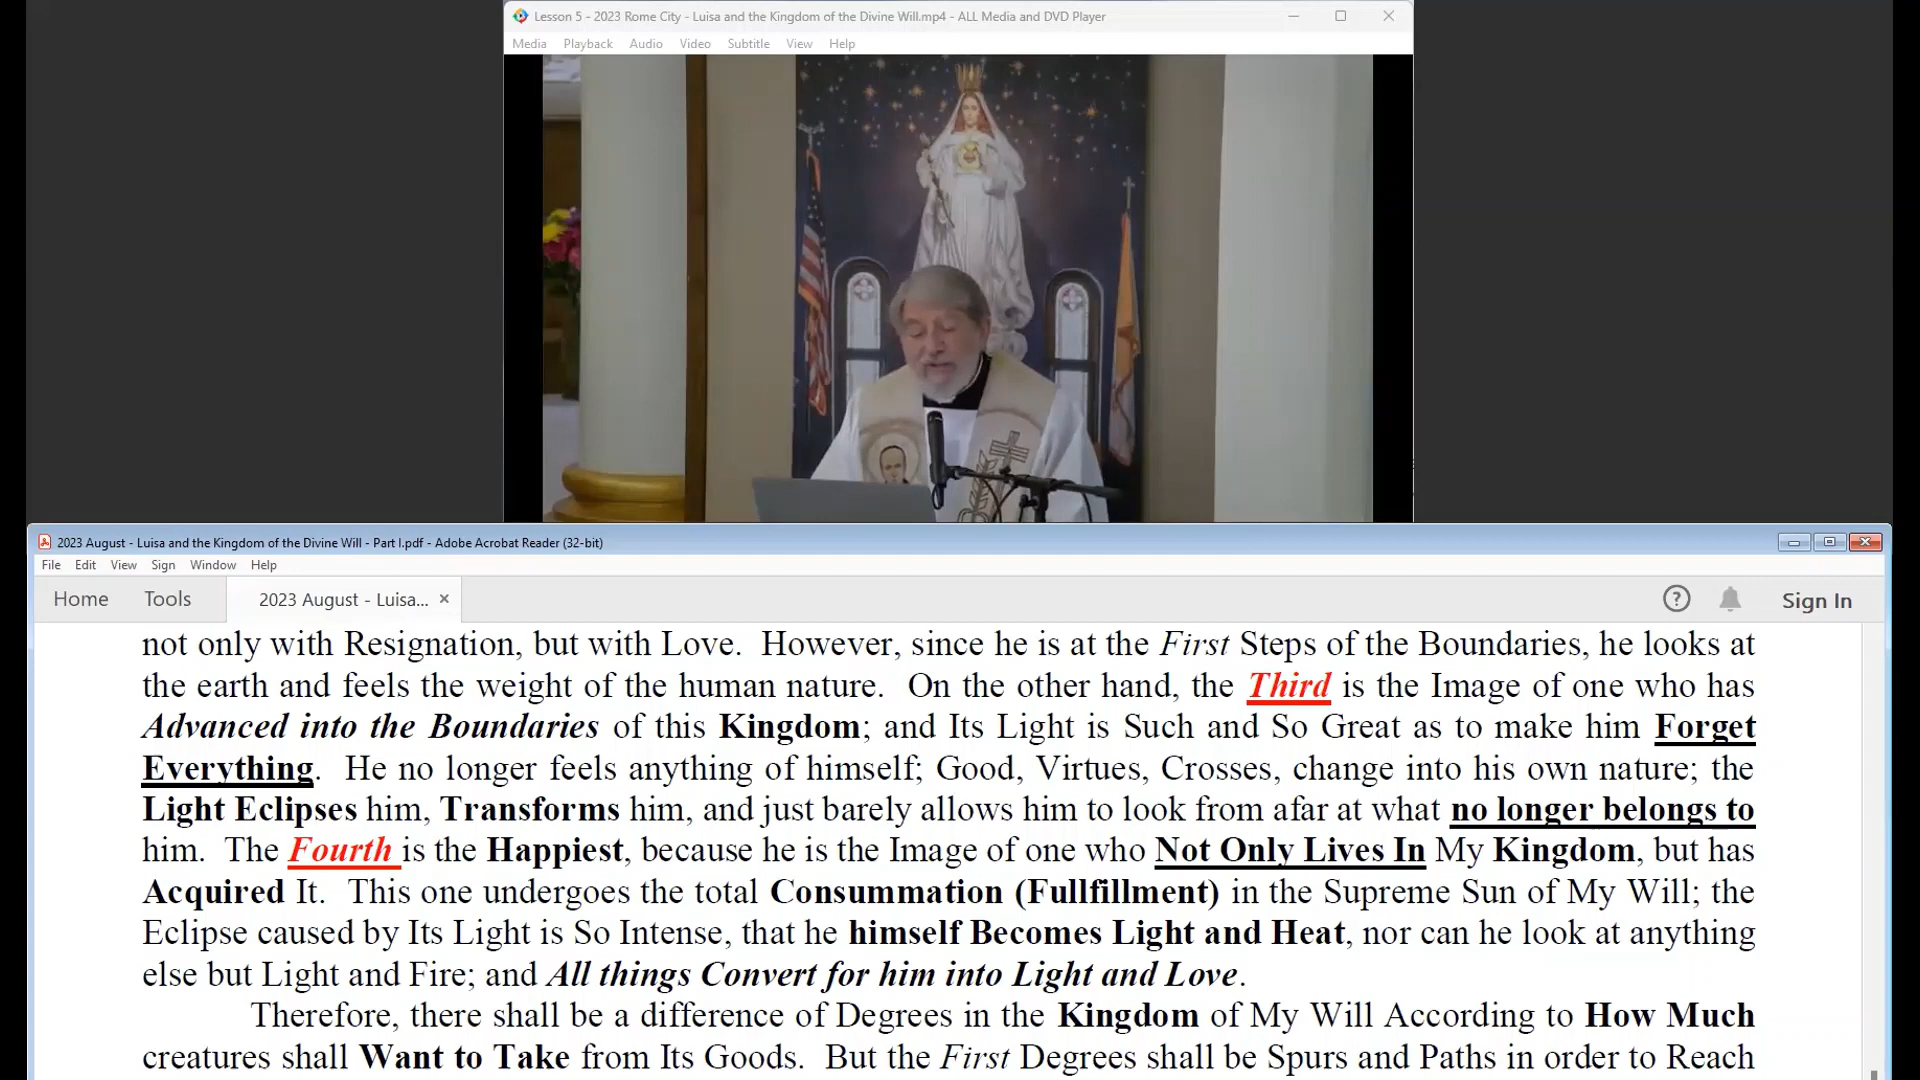 Lesson 5 - 2023 Rome City - Luisa and the Kingdom of the Divine Will.mp4 - ALL Media and DVD Player
Media Playback Audio Video Subtitle View Help
2023 August - Luisa and the Kingdom of the Divine Will - Part I.pdf - Adobe Acrobat Reader (32-bit)
File Edit View Sign Window Help
Home Tools 2023 August - Luisa... × Sign In
not only with Resignation, but with Love. However, since he is at the First Steps of the Boundaries, he looks at
the earth and feels the weight of the human nature. On the other hand, the Third is the Image of one who has
Advanced into the Boundaries of this Kingdom; and Its Light is Such and So Great as to make him Forget
Everything. He no longer feels anything of himself; Good, Virtues, Crosses, change into his own nature; the
Light Eclipses him, Transforms him, and just barely allows him to look from afar at what no longer belongs to
him. The Fourth is the Happiest, because he is the Image of one who Not Only Lives In My Kingdom, but has
Acquired It. This one undergoes the total Consummation (Fullfillment) in the Supreme Sun of My Will; the
Eclipse caused by Its Light is So Intense, that he himself Becomes Light and Heat, nor can he look at anything
else but Light and Fire; and All things Convert for him into Light and Love.
Therefore, there shall be a difference of Degrees in the Kingdom of My Will According to How Much
creatures shall Want to Take from Its Goods. But the First Degrees shall be Spurs and Paths in order to Reach